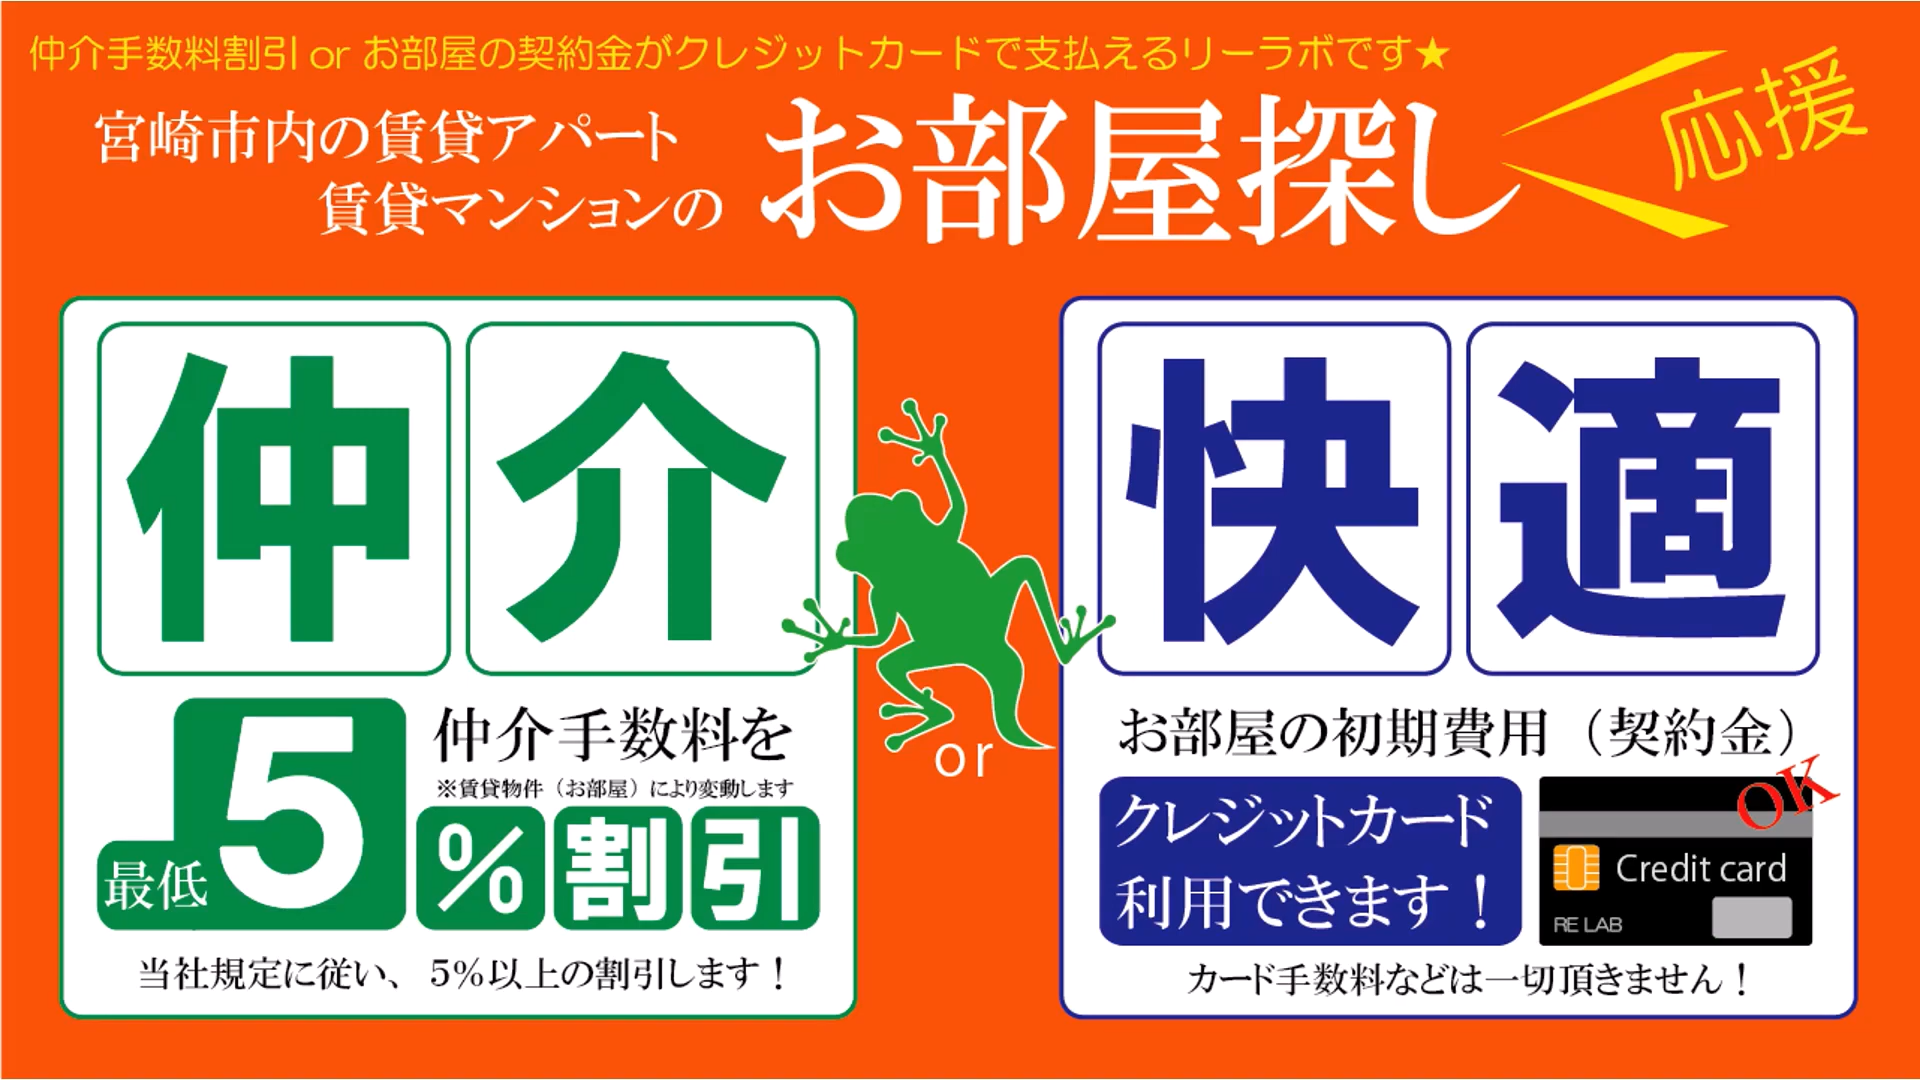 仲介手数料割引 or お部屋の契約金がクレジットカードで支払えるリーラボです★
宮崎市内の賃貸アパート
賃貸マンションの
お部屋探し
応援
仲介
最低5%割引
仲介手数料を
※賃貸物件（お部屋）により変動します
当社規定に従い、5%以上の割引します！
or
快適
お部屋の初期費用（契約金）
クレジットカード
利用できます！
OK
Credit card
RE LAB
カード手数料などは一切頂きません！